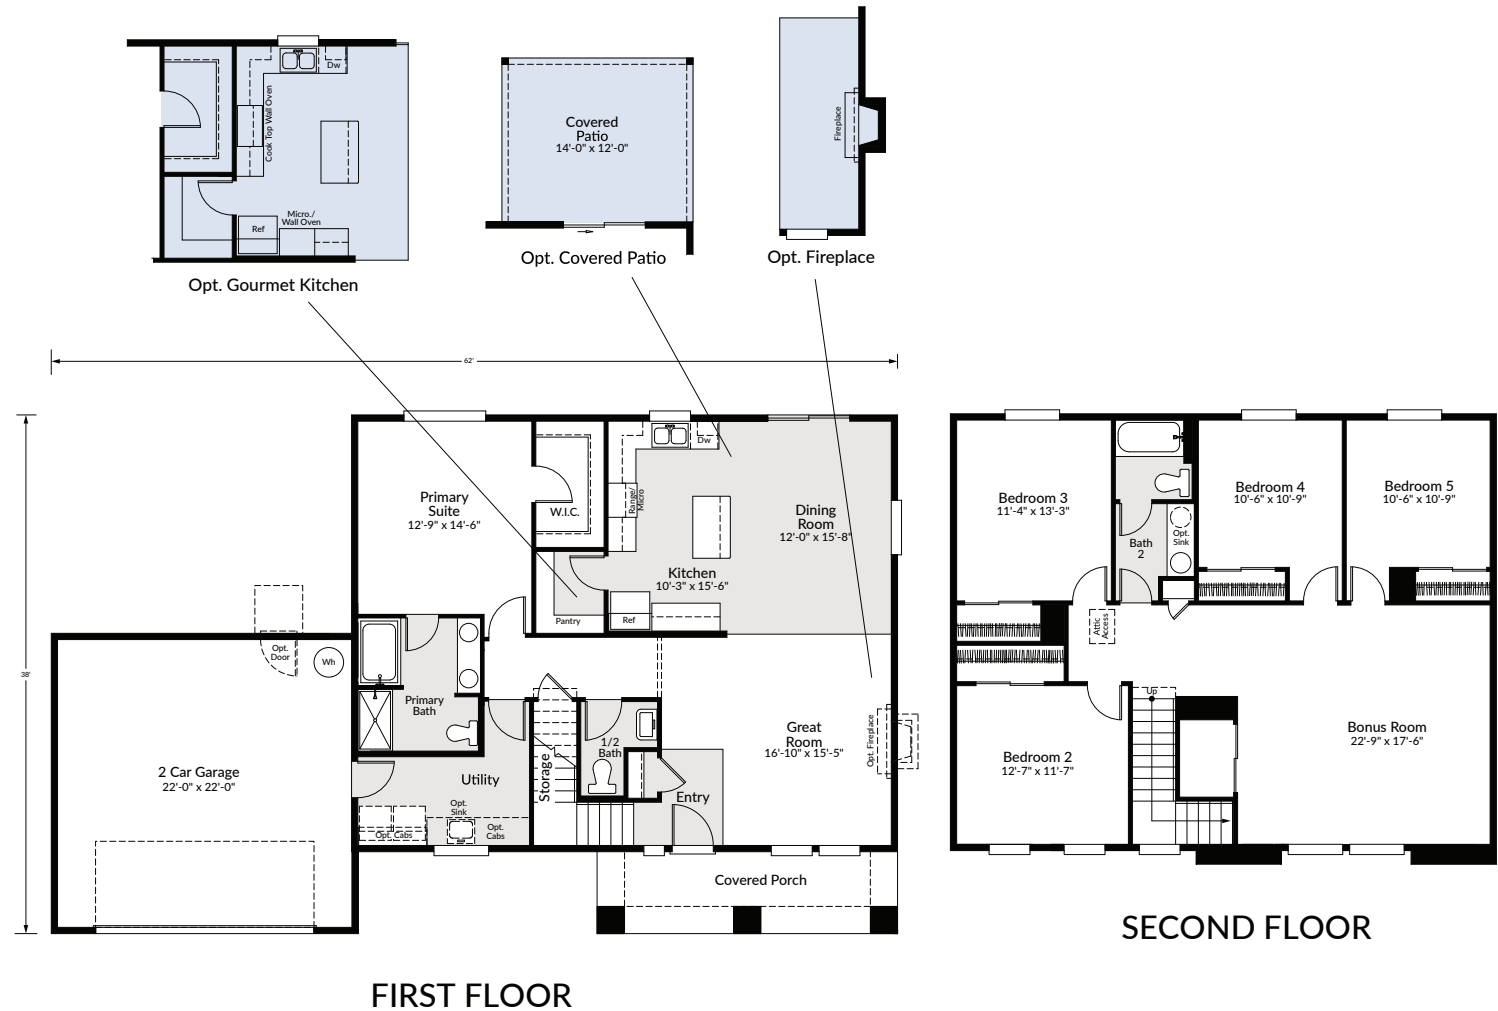 Dw
Cook Top Wall Oven
Micro./
Wall Oven
Ref
Opt. Gourmet Kitchen
Covered
Patio
14'-0" x 12'-0"
Opt. Covered Patio
Fireplace
Opt. Fireplace
62'
38'
Primary
Suite
12'-9" x 14'-6"
W.I.C.
Dw
Range/
Micro
Dining
Room
12'-0" x 15'-8"
Kitchen
10'-3" x 15'-6"
Pantry
Ref
Opt.
Door
Wh
Primary
Bath
2 Car Garage
22'-0" x 22'-0"
Utility
Opt. Cabs
Opt.
Sink
Opt.
Cabs
Storage
1/2
Bath
Entry
Great
Room
16'-10" x 15'-5"
Opt. Fireplace
Covered Porch
FIRST FLOOR
Bedroom 3
11'-4" x 13'-3"
Bath
2
Opt.
Sink
Bedroom 4
10'-6" x 10'-9"
Bedroom 5
10'-6" x 10'-9"
Attic
Access
Up
Bedroom 2
12'-7" x 11'-7"
Bonus Room
22'-9" x 17'-6"
SECOND FLOOR